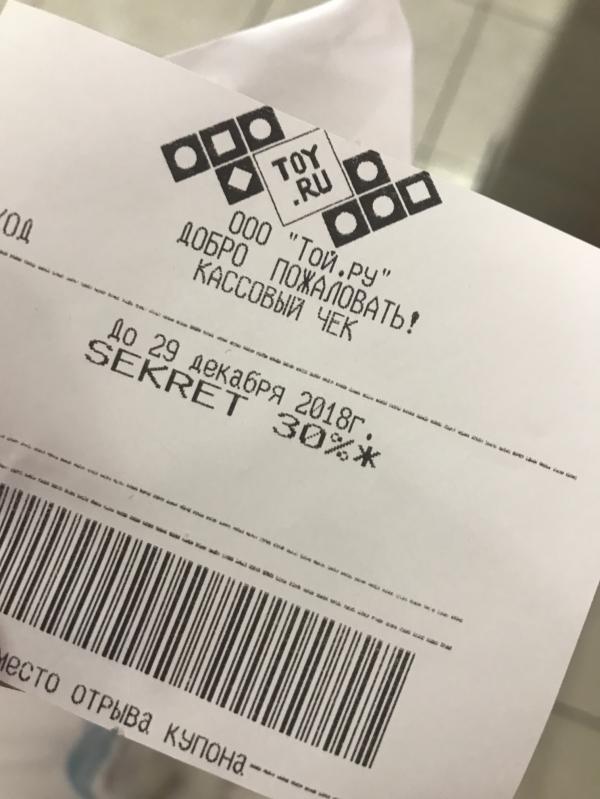 TOY
.RU
ООО "Той.ру"
ДОБРО ПОЖАЛОВАТЬ!
КАССОВЫЙ ЧЕК
До 29 декабря 2018г.
SEKRET 30%*
место отрыва купона